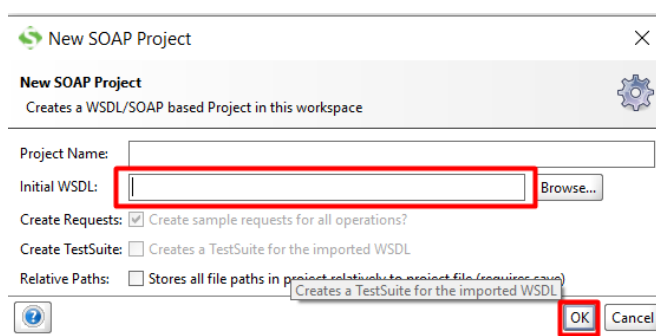 New SOAP Project
New SOAP Project
Creates a WSDL/SOAP based Project in this workspace
Project Name:
Initial WSDL: Browse...
Create Requests: Create sample requests for all operations?
Create TestSuite: Creates a TestSuite for the imported WSDL
Relative Paths: Stores all file paths in project relatively to project file (requires save)
Creates a TestSuite for the imported WSDL
OK Cancel